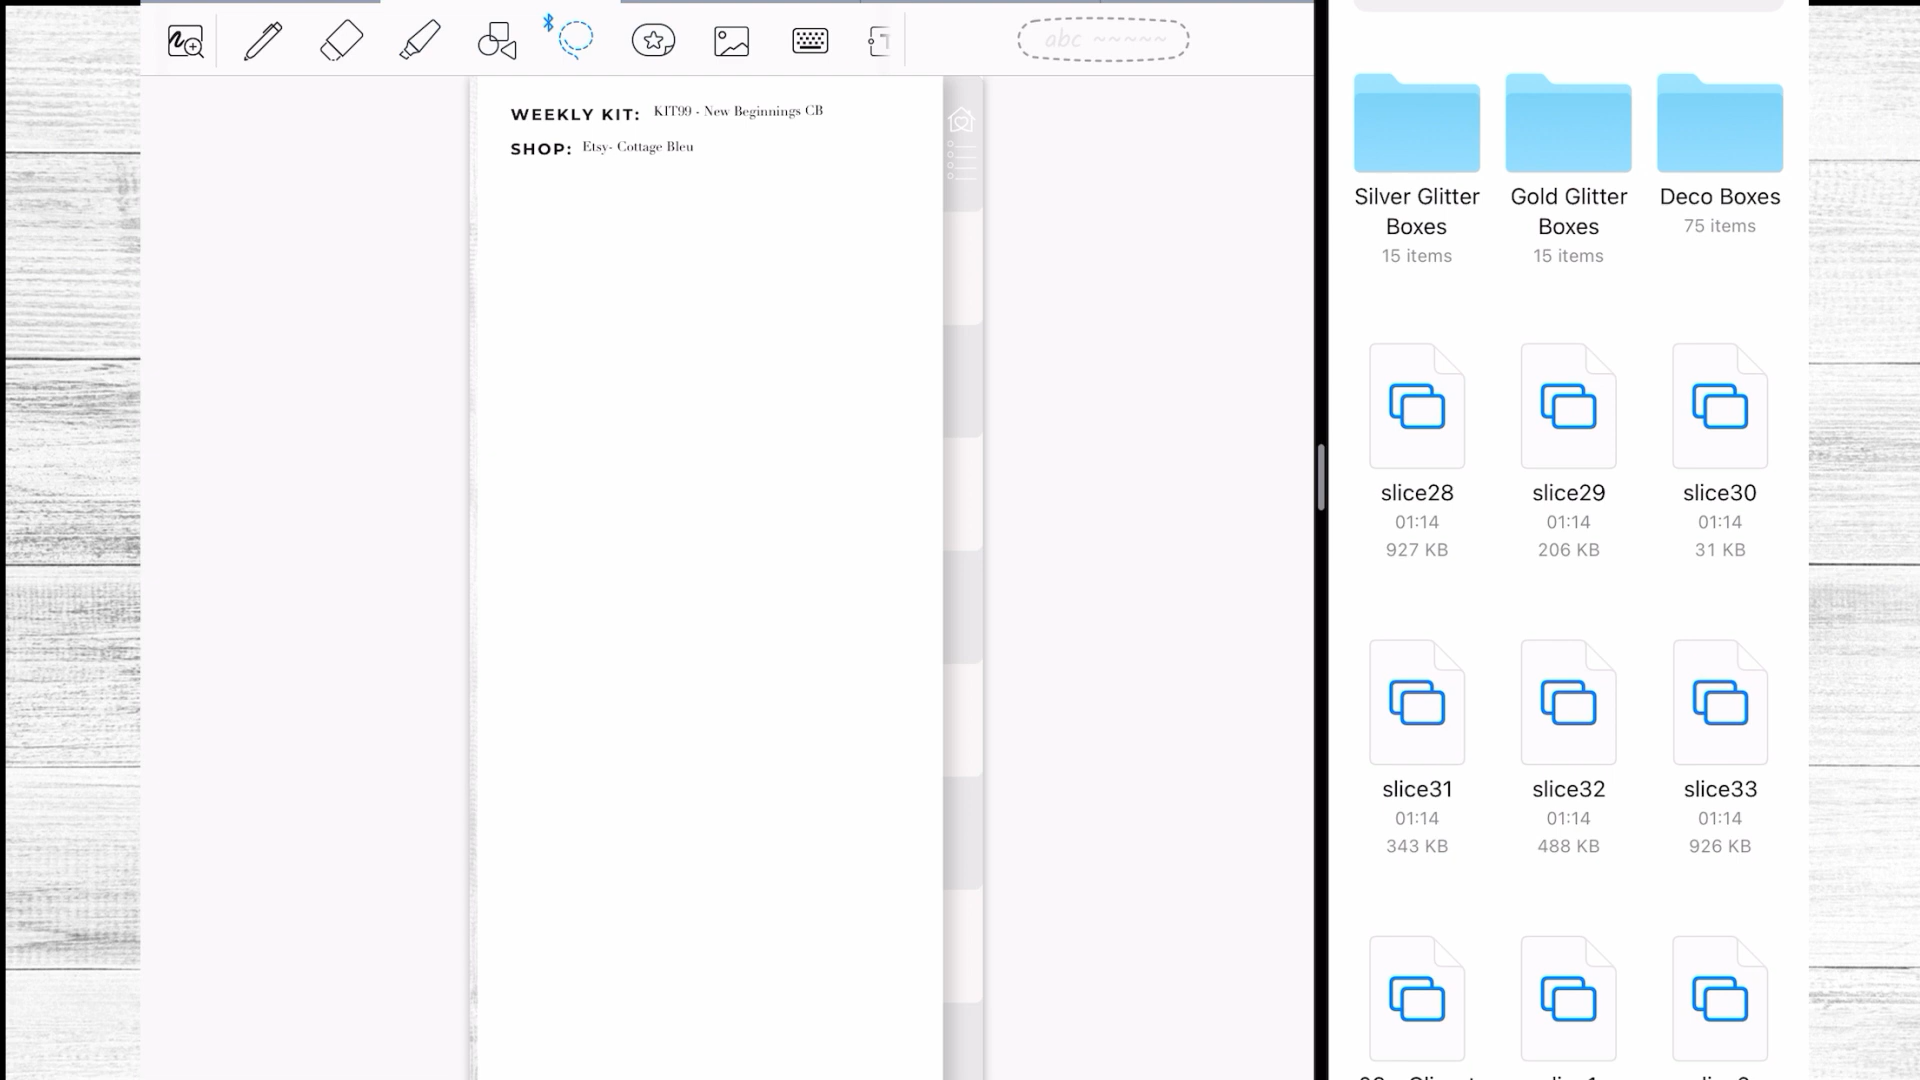 abc
WEEKLY KIT: KIT99 - New Beginnings CB
SHOP: Etsy- Cottage Bleu
Silver Glitter Boxes
15 items
Gold Glitter Boxes
15 items
Deco Boxes
75 items
slice28
01:14
927 KB
slice29
01:14
206 KB
slice30
01:14
31 KB
slice31
01:14
343 KB
slice32
01:14
488 KB
slice33
01:14
926 KB